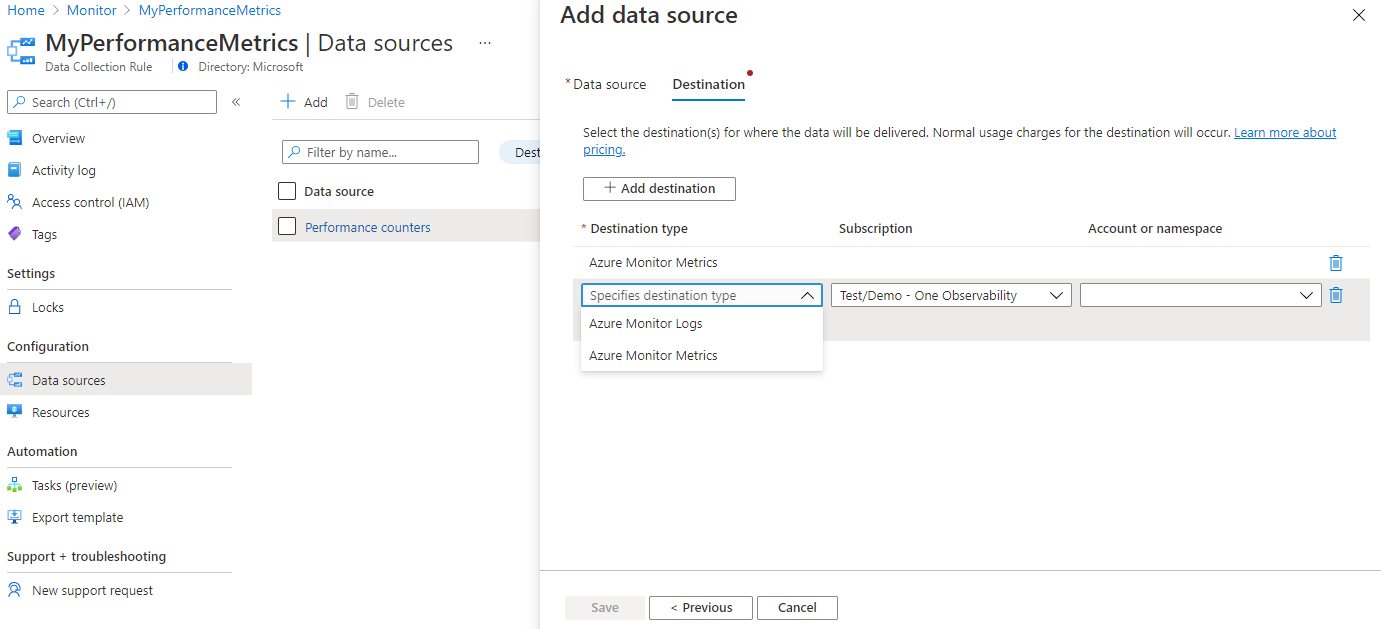 Home > Monitor > MyPerformanceMetrics
MyPerformanceMetrics | Data sources ...
Data Collection Rule
Directory: Microsoft
Search (Ctrl+/)
«
Overview
Activity log
Access control (IAM)
Tags
Settings
Locks
Configuration
Data sources
Resources
Automation
Tasks (preview)
Export template
Support + troubleshooting
New support request
+ Add
Delete
Filter by name...
Dest
Data source
Performance counters
Add data source
* Data source
Destination
Select the destination(s) for where the data will be delivered. Normal usage charges for the destination will occur. Learn more about
pricing.
+ Add destination
* Destination type
Subscription
Account or namespace
Azure Monitor Metrics
Specifies destination type
Test/Demo - One Observability
Azure Monitor Logs
Azure Monitor Metrics
Save
< Previous
Cancel